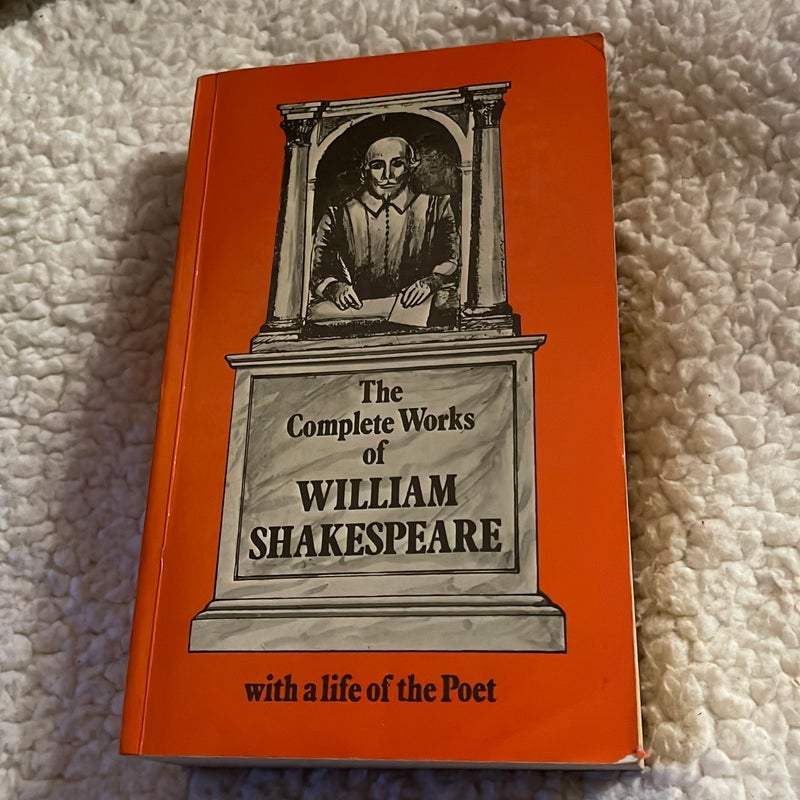 The
Complete Works
of
WILLIAM
SHAKESPEARE
with a life of the Poet